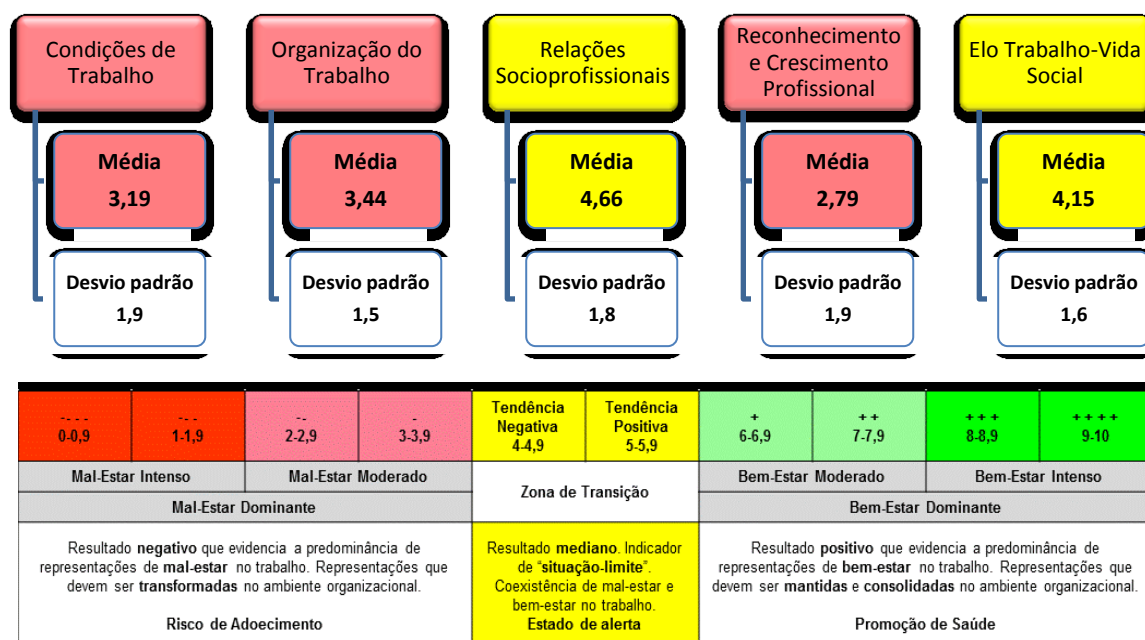 Condições de
Trabalho
Média
3,19
Desvio padrão
1,9
Organização do
Trabalho
Média
3,44
Desvio padrão
1,5
Relações
Socioprofissionais
Média
4,66
Desvio padrão
1,8
Reconhecimento
e Crescimento
Profissional
Média
2,79
Desvio padrão
1,9
Elo Trabalho-Vida
Social
Média
4,15
Desvio padrão
1,6
- - - -
0-0,9
- - -
1-1,9
- -
2-2,9
-
3-3,9
Tendência
Negativa
4-4,9
Tendência
Positiva
5-5,9
+
6-6,9
+ +
7-7,9
+ + +
8-8,9
+ + + +
9-10
Mal-Estar Intenso
Mal-Estar Moderado
Zona de Transição
Bem-Estar Moderado
Bem-Estar Intenso
Mal-Estar Dominante
Bem-Estar Dominante
Resultado negativo que evidencia a predominância de
representações de mal-estar no trabalho. Representações que
devem ser transformadas no ambiente organizacional.
Risco de Adoecimento
Resultado mediano. Indicador
de “situação-limite”.
Coexistência de mal-estar e
bem-estar no trabalho.
Estado de alerta
Resultado positivo que evidencia a predominância de
representações de bem-estar no trabalho. Representações que
devem ser mantidas e consolidadas no ambiente organizacional.
Promoção de Saúde